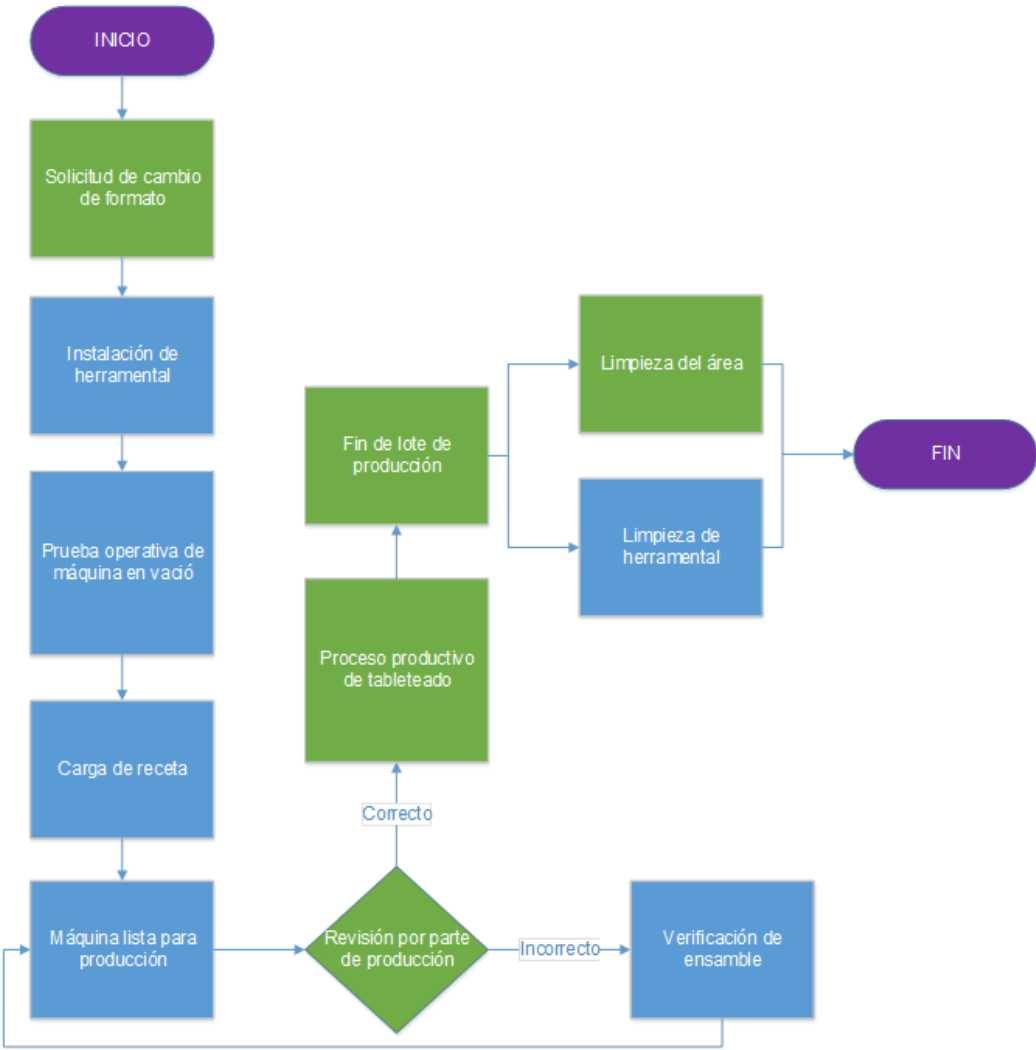 INICIO
Solicitud de cambio
de formato
Instalación de
herramental
Prueba operativa de
máquina en vació
Carga de receta
Máquina lista para
producción
Revisión por parte
de producción
Correcto
Incorrecto
Verificación de
ensamble
Proceso productivo
de tableteado
Fin de lote de
producción
Limpieza del área
Limpieza de
herramental
FIN